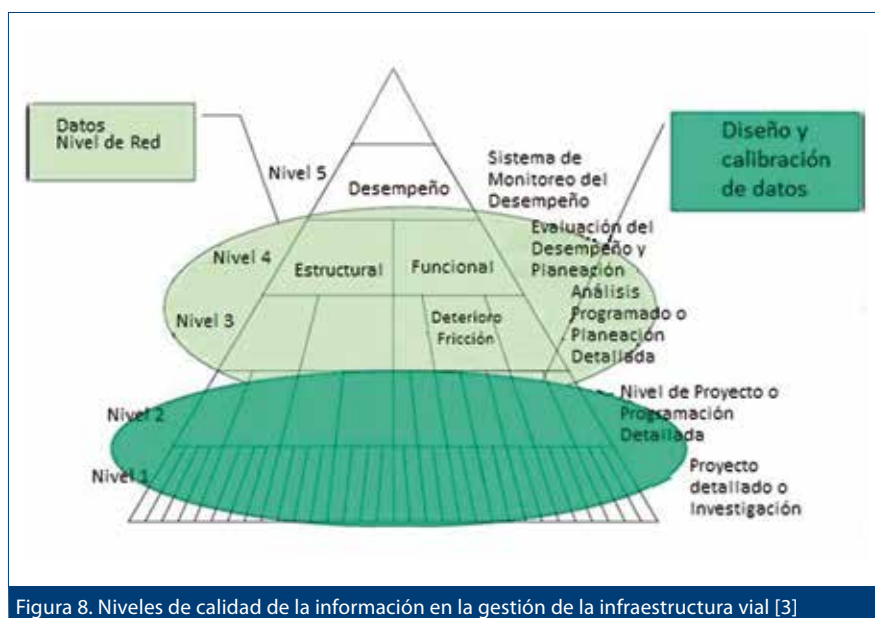 Datos
Nivel de Red
Diseño y
calibración
de datos
Nivel 5
Desempeño
Sistema de
Monitoreo del
Desempeño
Nivel 4
Estructural
Funcional
Evaluación del
Desempeño y
Planeación
Nivel 3
Deterioro
Fricción
Análisis
Programado o
Planeación
Detallada
Nivel 2
Nivel de Proyecto o
Programación
Detallada
Nivel 1
Proyecto
detallado o
Investigación
Figura 8. Niveles de calidad de la información en la gestión de la infraestructura vial [3]